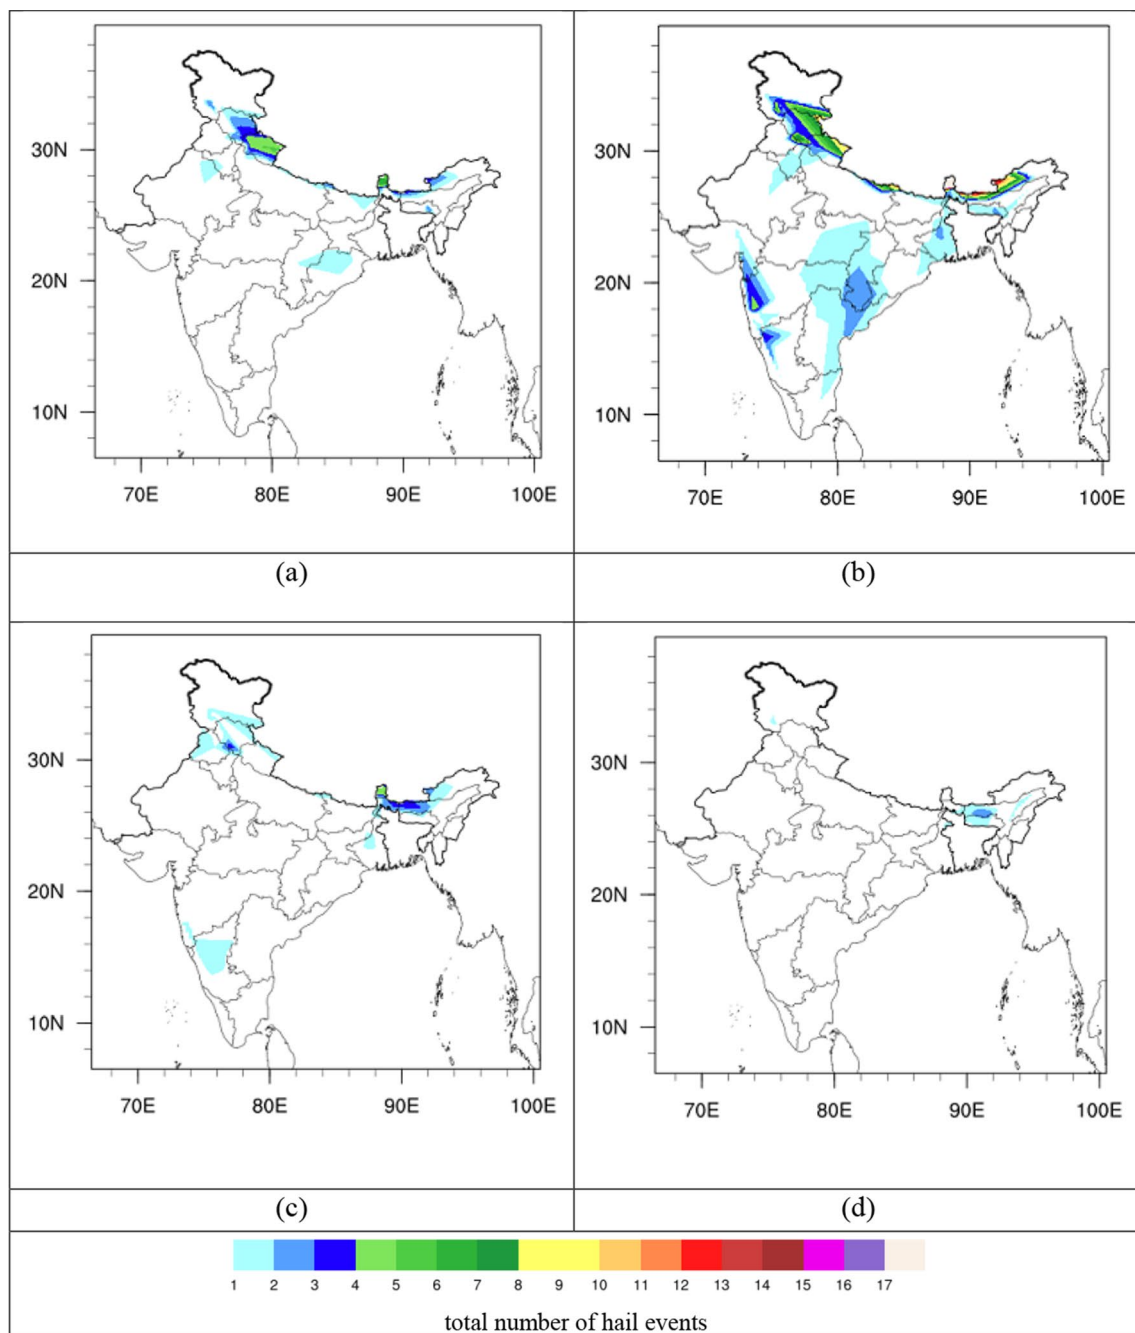 30N
20N
10N
70E 80E 90E 100E
30N
20N
10N
70E 80E 90E 100E
(a) (b)
30N
20N
10N
70E 80E 90E 100E
30N
20N
10N
70E 80E 90E 100E
(c) (d)
1 2 3 4 5 6 7 8 9 10 11 12 13 14 15 16 17
total number of hail events